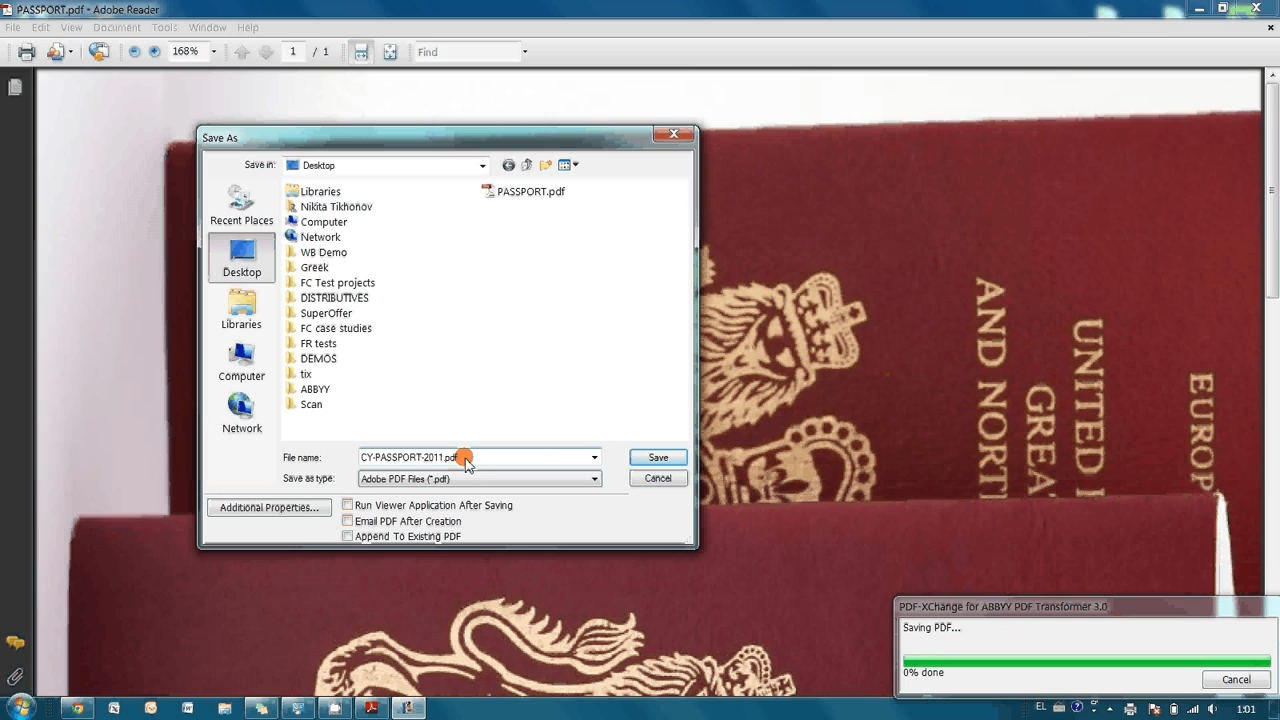 PASSPORT.pdf - Adobe Reader
File Edit View Document Tools Window Help
168% 1 / 1 Find
Save As
Save in: Desktop
Recent Places
Desktop
Libraries
Computer
Network
Libraries
Nikita Tikhonov
Computer
Network
WB Demo
Greek
FC Test projects
DISTRIBUTIVES
SuperOffer
FC case studies
FR tests
DEMOS
tix
ABBYY
Scan
PASSPORT.pdf
File name: CY-PASSPORT-2011.pdf Save
Save as type: Adobe PDF Files (*.pdf) Cancel
Additional Properties...
Run Viewer Application After Saving
Email PDF After Creation
Append To Existing PDF
EUROP
UNITED
GREA
AND NORT
PDF-XChange for ABBYY PDF Transformer 3.0
Saving PDF...
0% done
Cancel
EL 1:01